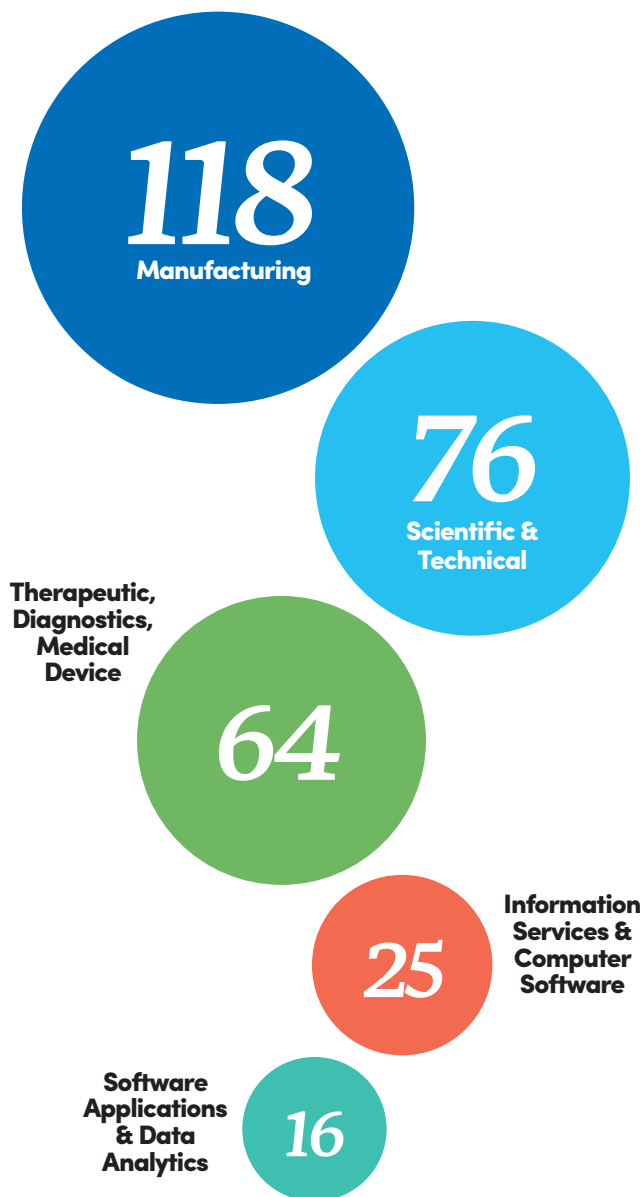 118
Manufacturing
76
Scientific &
Technical
Therapeutic,
Diagnostics,
Medical
Device
64
25
Information
Services &
Computer
Software
Software
Applications
& Data
Analytics
16